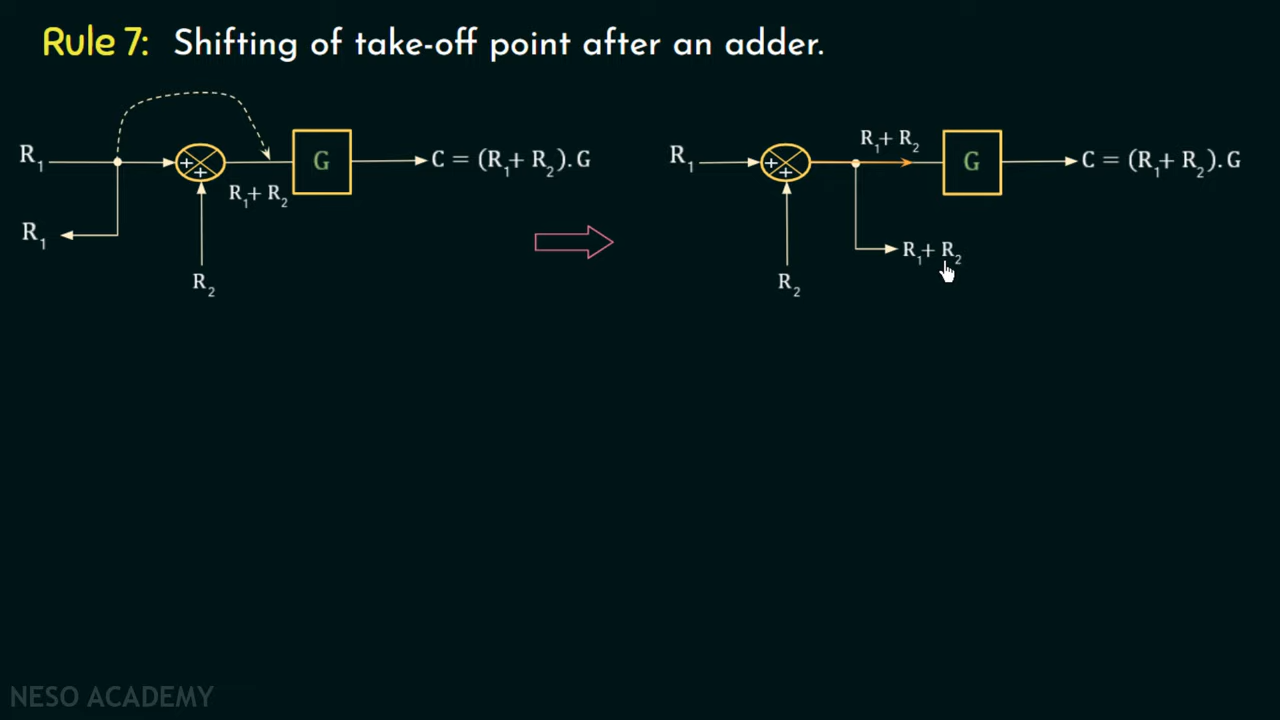 Rule 7: Shifting of take-off point after an adder.
R₁ + + R₁+ R₂ G C = (R₁+ R₂). G
R₁
R₂
R₁ + + R₁+ R₂ G C = (R₁+ R₂). G
R₁+ R₂
R₂
NESO ACADEMY